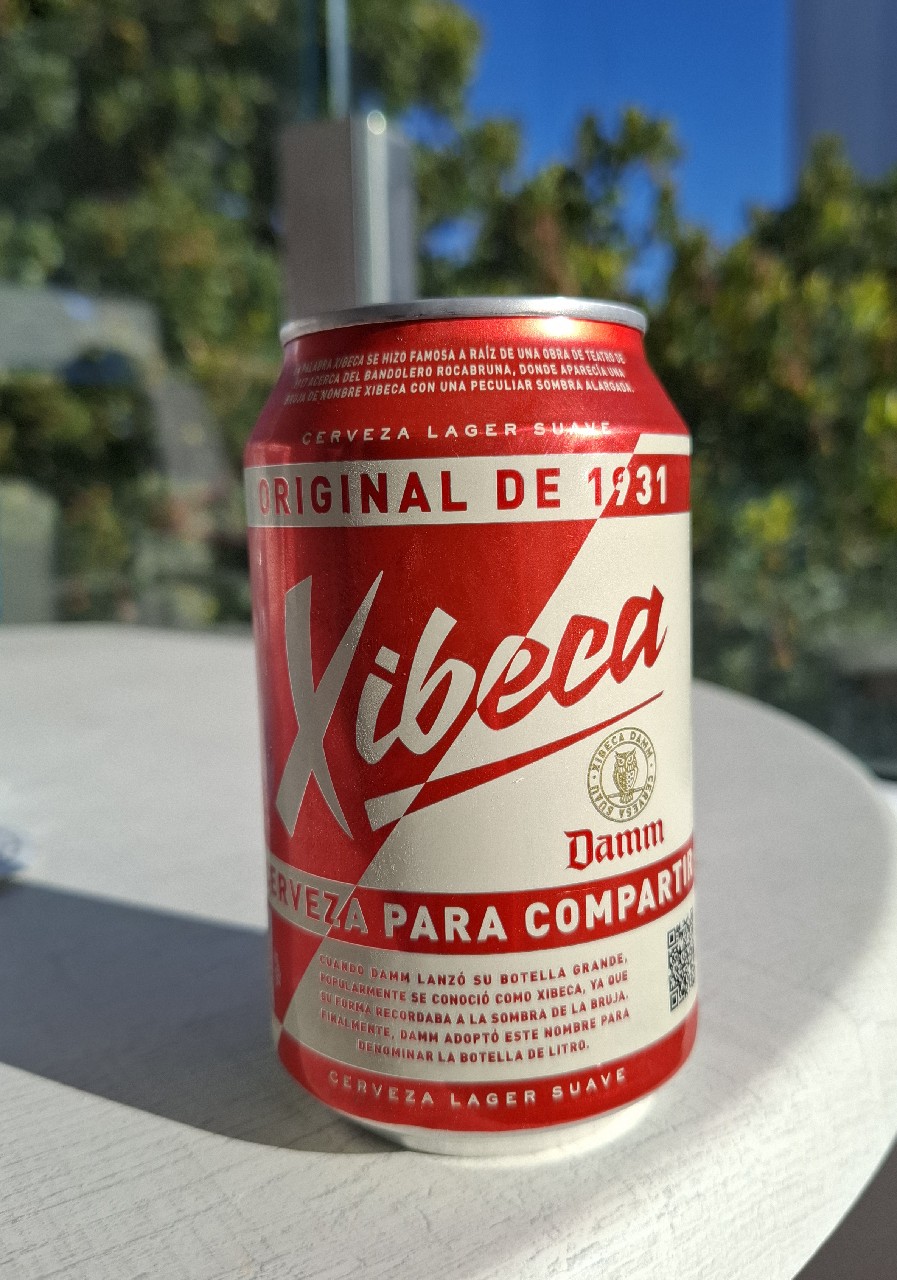 PALABRA XIBECA SE HIZO FAMOSA A RAÍZ DE UNA OBRA DE TEATRO DE
ACERCA DEL BANDOLERO ROCABRUNA, DONDE APARECÍA UNA
BRUJA DE NOMBRE XIBECA CON UNA PECULIAR SOMBRA ALARGADA.
CERVEZA LAGER SUAVE
ORIGINAL DE 1931
Xibeca
XIBECA DAMM
CERVESA SUAU
Damm
CERVEZA PARA COMPARTIR
CUANDO DAMM LANZÓ SU BOTELLA GRANDE,
POPULARMENTE SE CONOCIÓ COMO XIBECA, YA QUE
SU FORMA RECORDABA A LA SOMBRA DE LA BRUJA.
FINALMENTE, DAMM ADOPTÓ ESTE NOMBRE PARA
DENOMINAR LA BOTELLA DE LITRO.
CERVEZA LAGER SUAVE